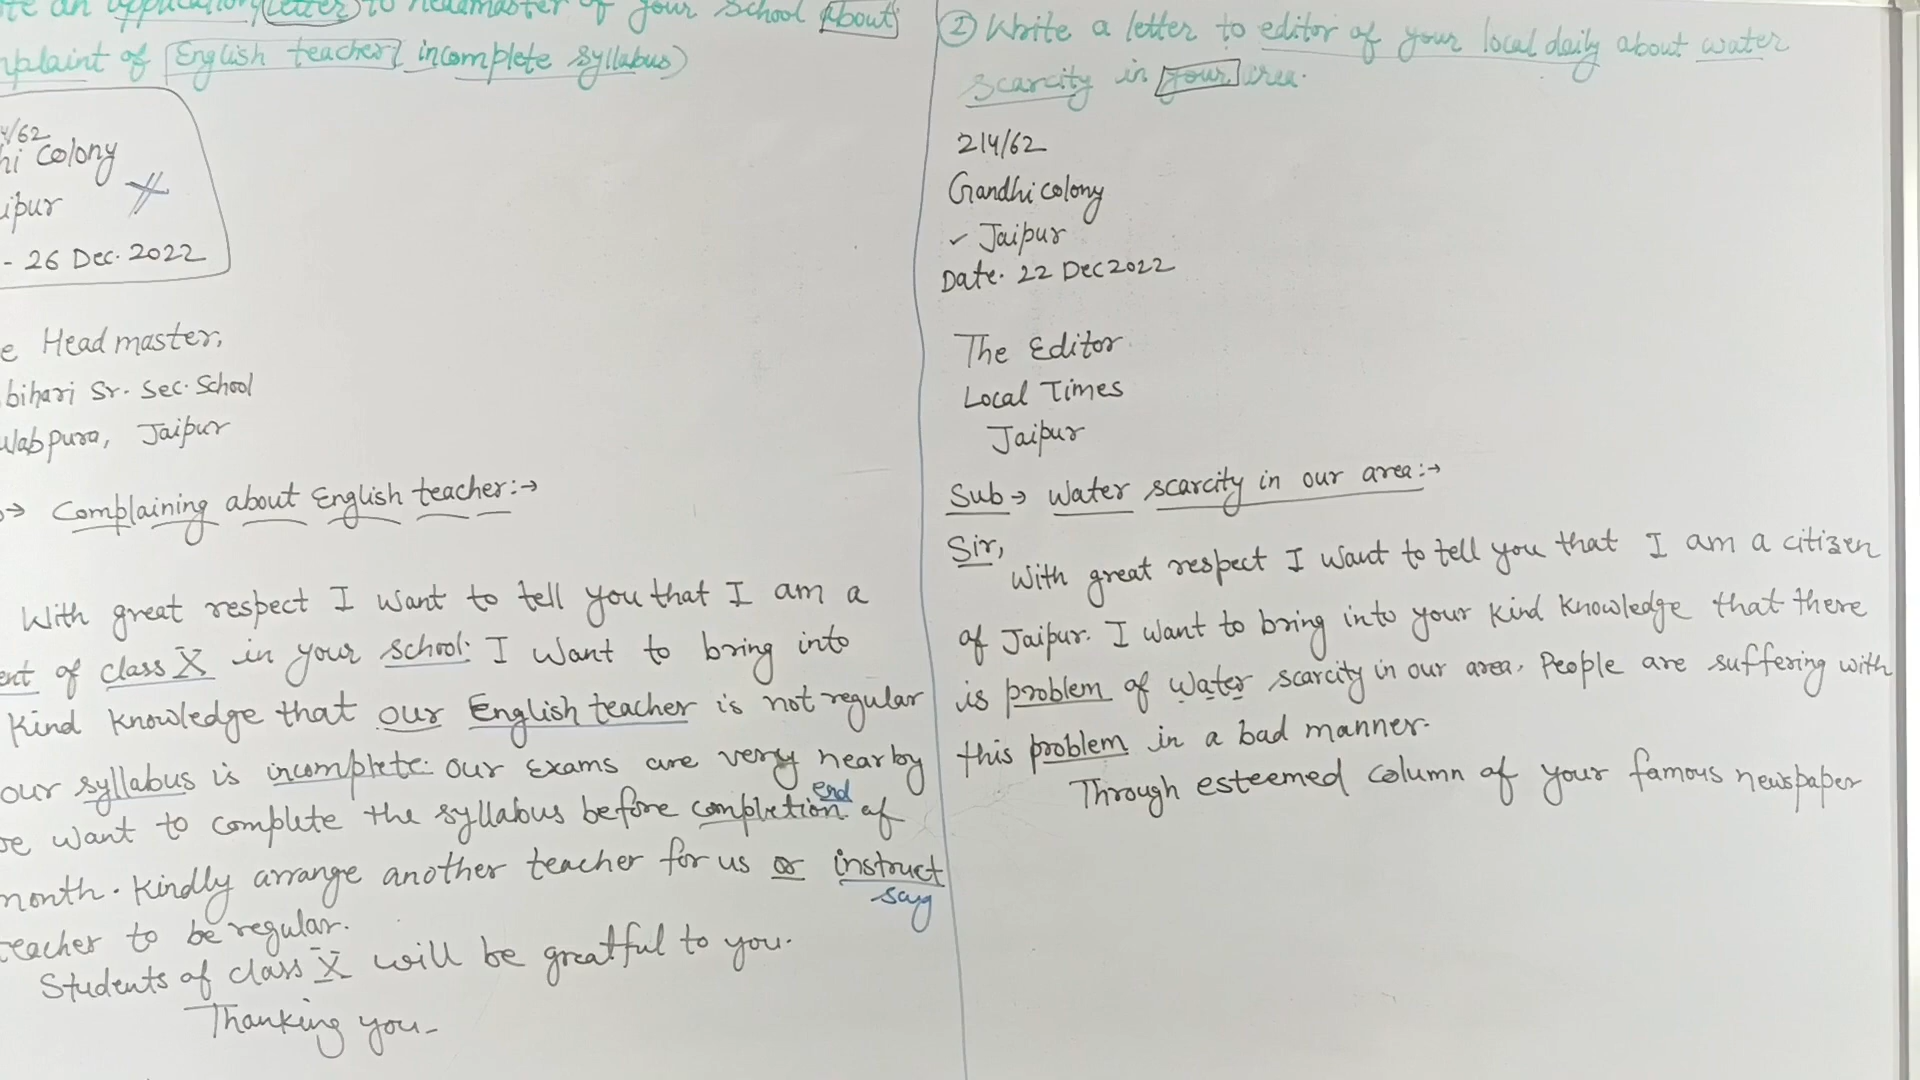 an application/Letter to headmaster of your school About
of English teacher/ incomplete syllabus)
/62
Colony
- 26 Dec. 2022
Head master,
Sr. Sec. School
Jaipur
→ Complaining about English teacher:→
With great respect I want to tell you that I am a
of class X in your school. I want to bring into
Kind knowledge that our English teacher is not regular
our syllabus is incomplete. our exams are very nearby
want to complete the syllabus before completion of
end
month. Kindly arrange another teacher for us or instruct
say
teacher to be regular.
Students of class X will be greatful to you.
Thanking you-
② Write a letter to editor of your local daily about water
scarcity in your area.
214/62
Gandhi colony
✓ Jaipur
Date. 22 Dec 2022
The Editor
Local Times
Jaipur
Sub → Water scarcity in our area:→
Sir,
With great respect I want to tell you that I am a citizen
of Jaipur. I want to bring into your kind knowledge that there
is problem of water scarcity in our area. People are suffering with
this problem in a bad manner.
Through esteemed column of your famous newspaper